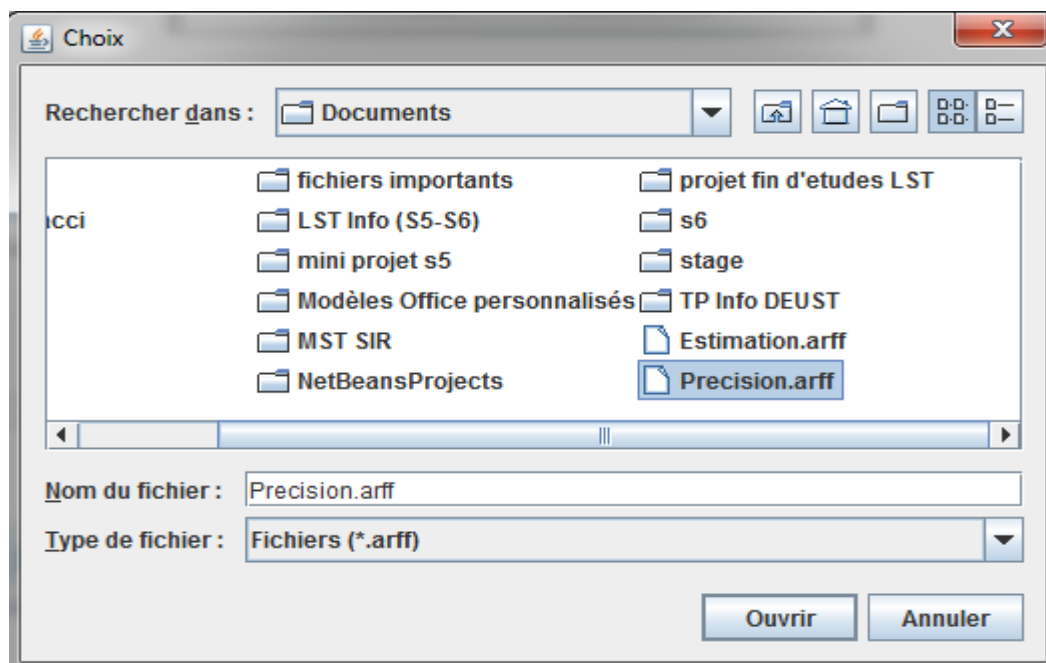 Choix
Rechercher dans : Documents
fichiers importants projet fin d'etudes LST
ıcci LST Info (S5-S6) s6
mini projet s5 stage
Modèles Office personnalisés TP Info DEUST
MST SIR Estimation.arff
NetBeansProjects Precision.arff
Nom du fichier : Precision.arff
Type de fichier : Fichiers (*.arff)
Ouvrir Annuler